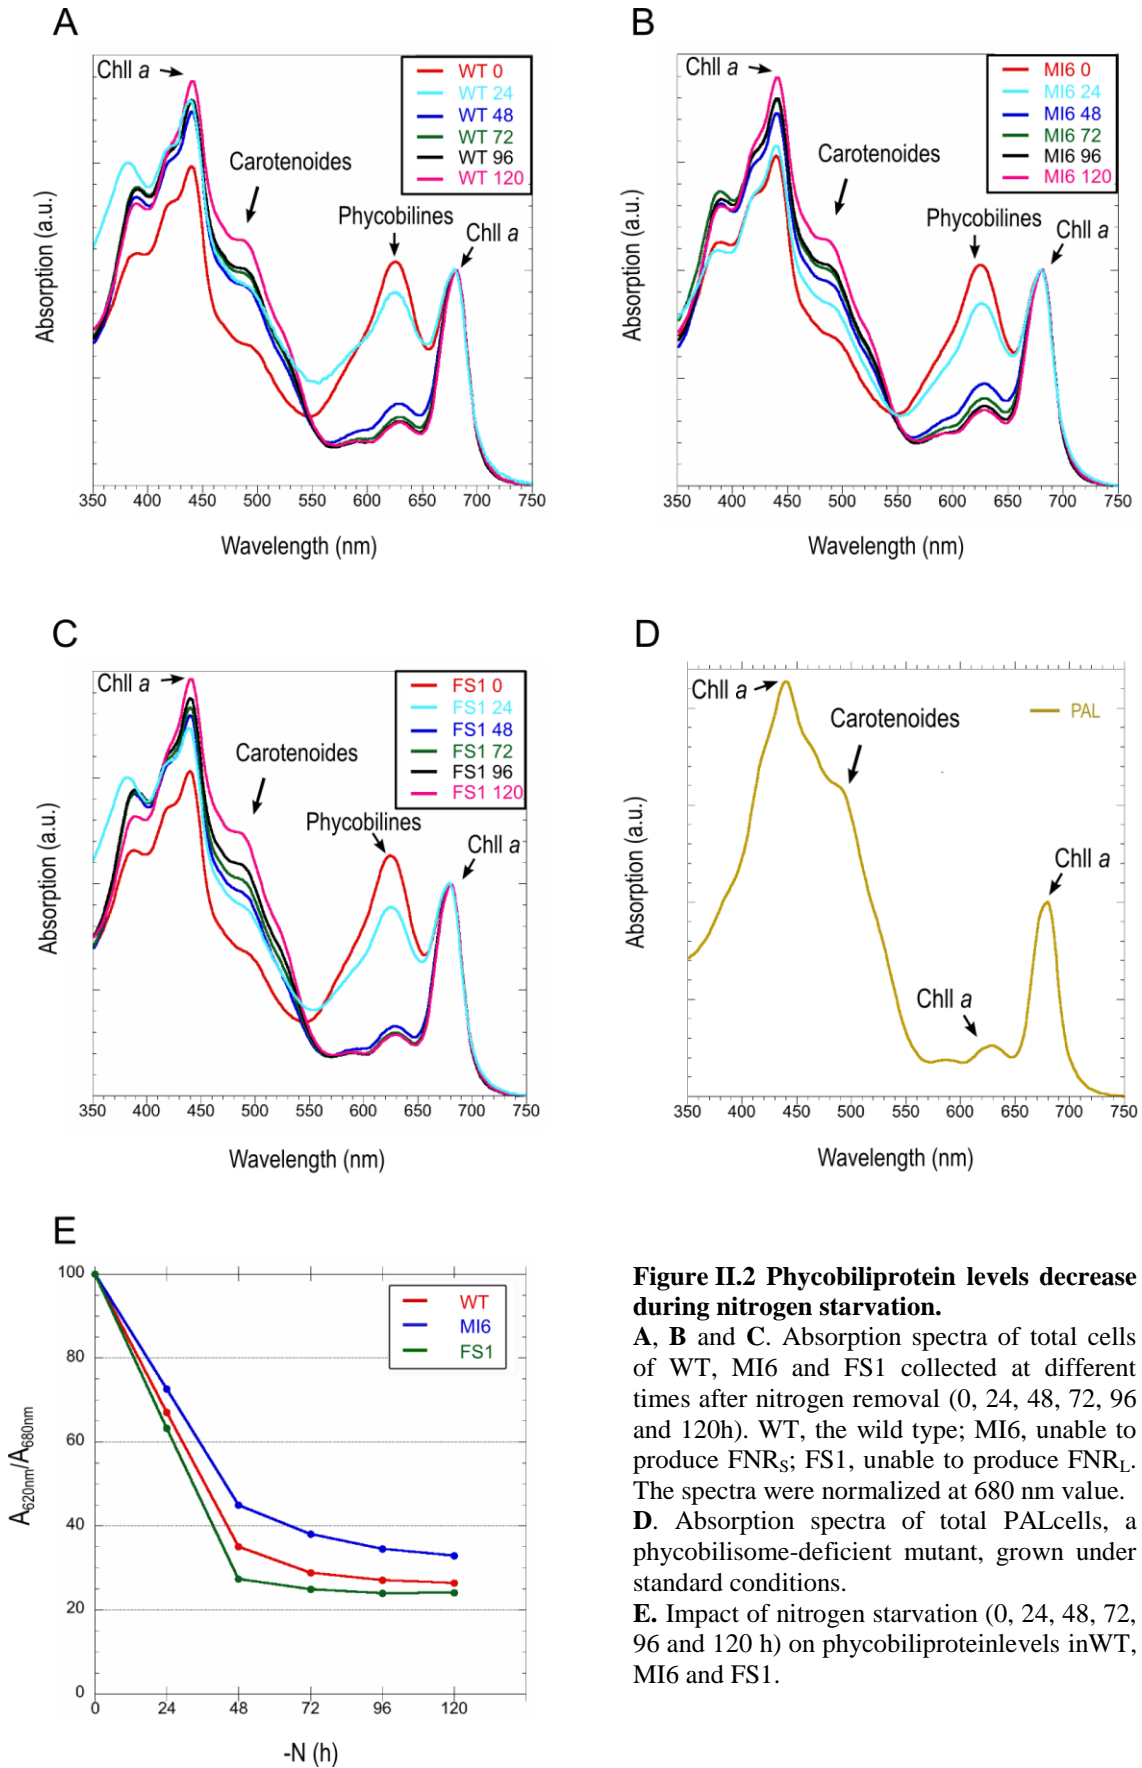 A
Chll a
WT 0
WT 24
WT 48
WT 72
WT 96
WT 120
Carotenoides
Phycobilines
Chll a
Absorption (a.u.)
350 400 450 500 550 600 650 700 750
Wavelength (nm)
B
Chll a
MI6 0
MI6 24
MI6 48
MI6 72
MI6 96
MI6 120
Carotenoides
Phycobilines
Chll a
Absorption (a.u.)
350 400 450 500 550 600 650 700 750
Wavelength (nm)
C
Chll a
FS1 0
FS1 24
FS1 48
FS1 72
FS1 96
FS1 120
Carotenoides
Phycobilines
Chll a
Absorption (a.u.)
350 400 450 500 550 600 650 700 750
Wavelength (nm)
D
Chll a
PAL
Carotenoides
Chll a
Chll a
Absorption (a.u.)
350 400 450 500 550 600 650 700 750
Wavelength (nm)
E
100
80
60
40
20
0
A620nm/A680nm
WT
MI6
FS1
0 24 48 72 96 120
-N (h)
Figure II.2 Phycobiliprotein levels decrease
during nitrogen starvation.
A, B and C. Absorption spectra of total cells
of WT, MI6 and FS1 collected at different
times after nitrogen removal (0, 24, 48, 72, 96
and 120h). WT, the wild type; MI6, unable to
produce FNRS; FS1, unable to produce FNRL.
The spectra were normalized at 680 nm value.
D. Absorption spectra of total PALcells, a
phycobilisome-deficient mutant, grown under
standard conditions.
E. Impact of nitrogen starvation (0, 24, 48, 72,
96 and 120 h) on phycobiliproteinlevels inWT,
MI6 and FS1.